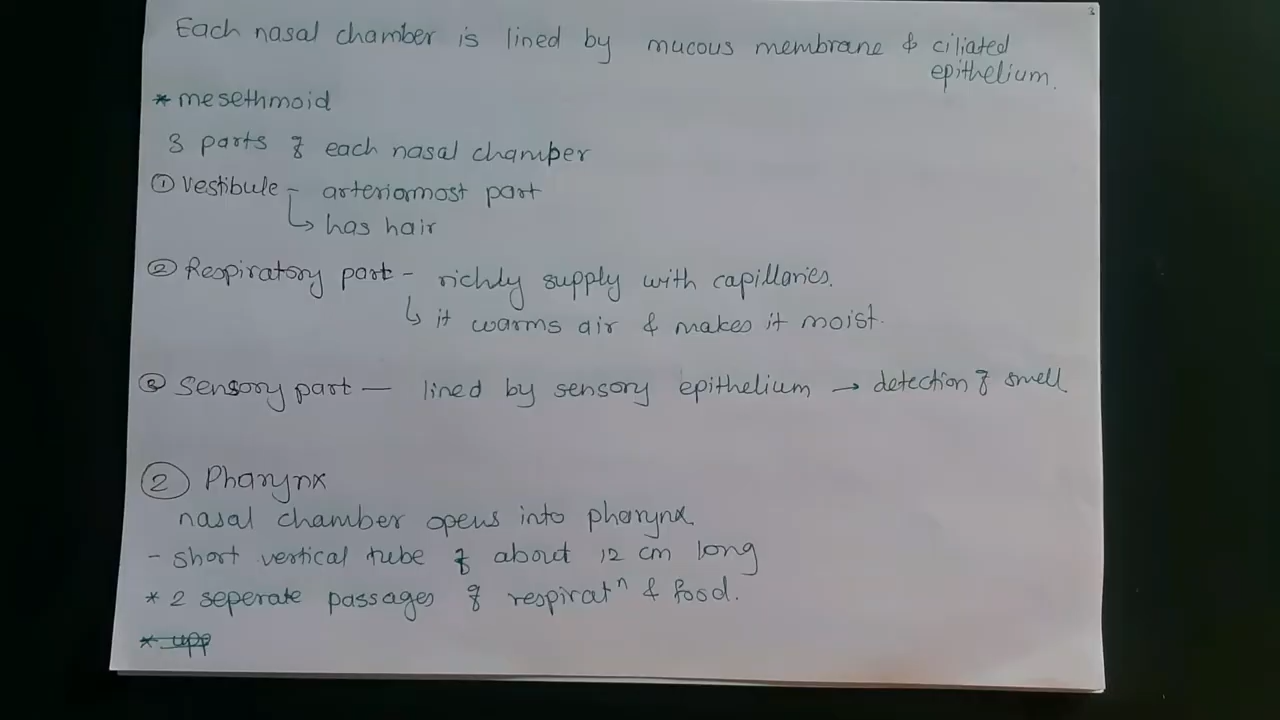 3
Each nasal chamber is lined by mucous membrane & ciliated
epithelium.
* mesethmoid
3 parts of each nasal chamber
① Vestibule - arteriormost part
↳ has hair
② Respiratory part - richly supply with capillaries.
↳ it warms air & makes it moist.
③ Sensory part — lined by sensory epithelium → detection of smell
② Pharynx
nasal chamber opens into pharynx.
- short vertical tube of about 12 cm long
* 2 seperate passages of respiratⁿ & food.
* upp